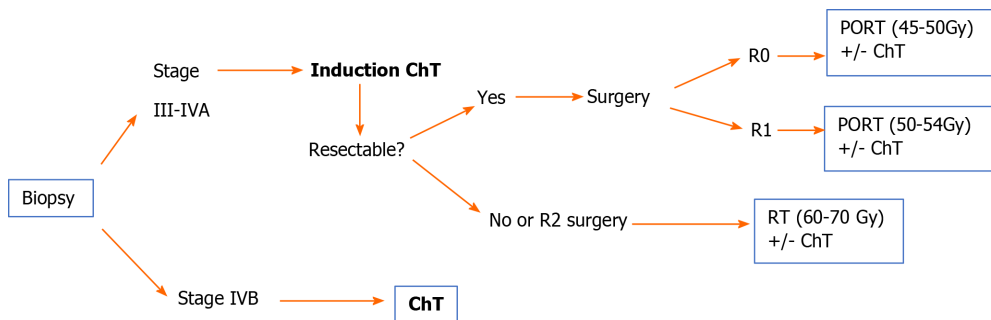 Biopsy
Stage
III-IVA
Induction ChT
Resectable?
Yes
Surgery
R0
PORT (45-50Gy)
+/- ChT
R1
PORT (50-54Gy)
+/- ChT
No or R2 surgery
RT (60-70 Gy)
+/- ChT
Stage IVB
ChT